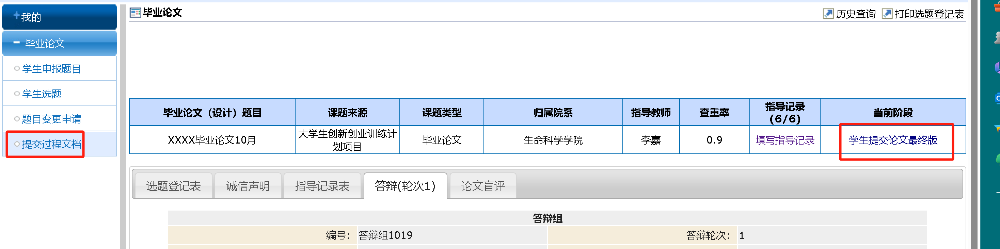 我的
毕业论文
学生申报题目
学生选题
题目变更申请
提交过程文档
毕业论文
历史查询 打印选题登记表
毕业论文（设计）题目 课题来源 课题类型 归属院系 指导教师 查重率 指导记录(6/6) 当前阶段
XXXX毕业论文10月 大学生创新创业训练计划项目 毕业论文 生命科学学院 李嘉 0.9 填写指导记录 学生提交论文最终版
选题登记表 诚信声明 指导记录表 答辩(轮次1) 论文盲评
答辩组
编号： 答辩组1019 答辩轮次： 1